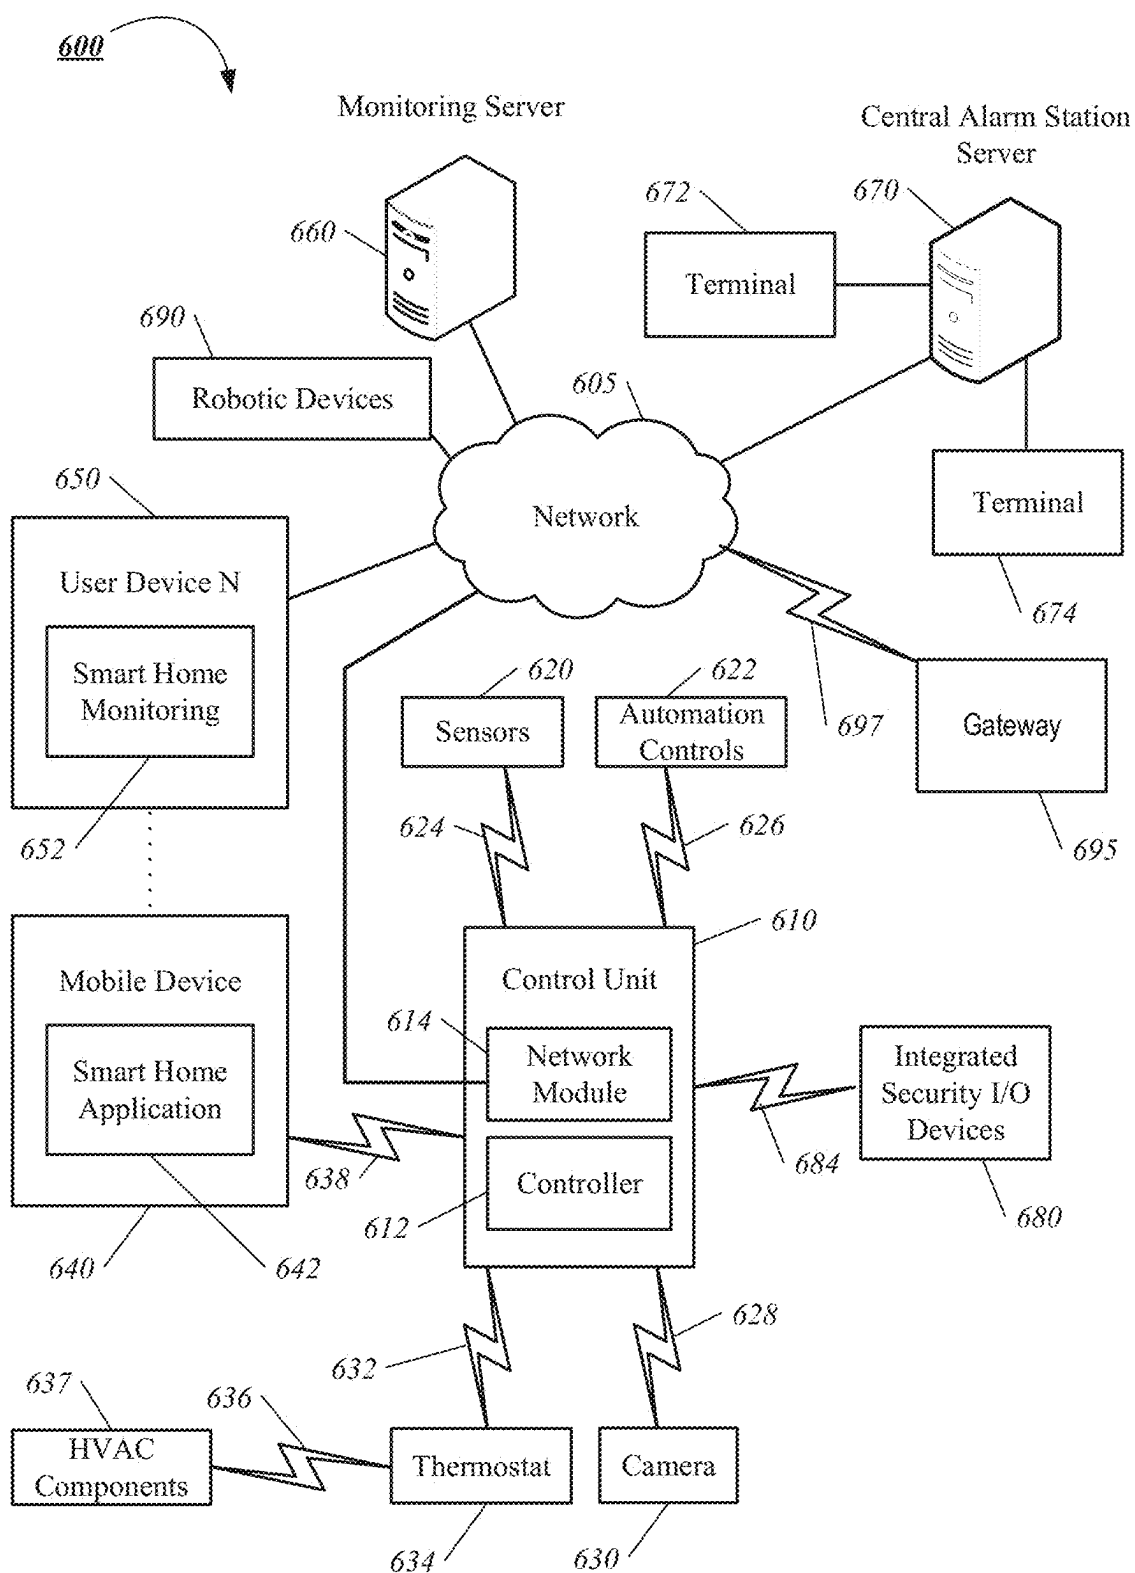 600
Monitoring Server
Central Alarm Station
Server
660
672
670
Terminal
690
Robotic Devices
605
Network
Terminal
674
650
User Device N
Smart Home
Monitoring
652
620
Sensors
622
Automation
Controls
697
Gateway
695
624
626
610
Control Unit
614
Network
Module
Controller
612
Mobile Device
Smart Home
Application
638
640
642
Integrated
Security I/O
Devices
684
680
632
628
637
636
HVAC
Components
Thermostat
Camera
634
630